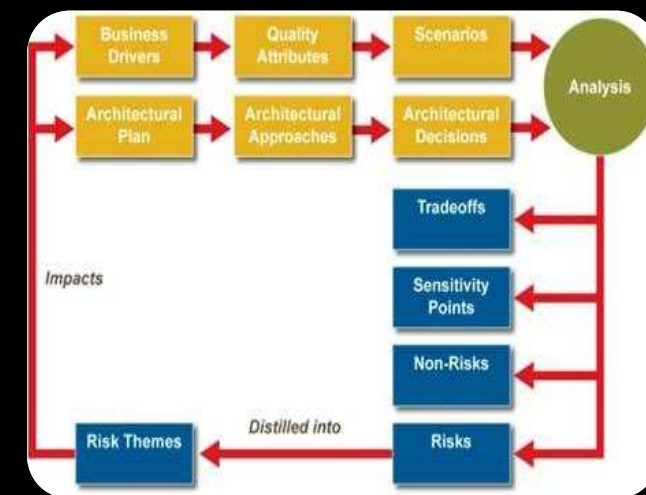 Business
Drivers
Quality
Attributes
Scenarios
Analysis
Architectural
Plan
Architectural
Approaches
Architectural
Decisions
Tradeoffs
Impacts
Sensitivity
Points
Non-Risks
Distilled into
Risk Themes
Risks